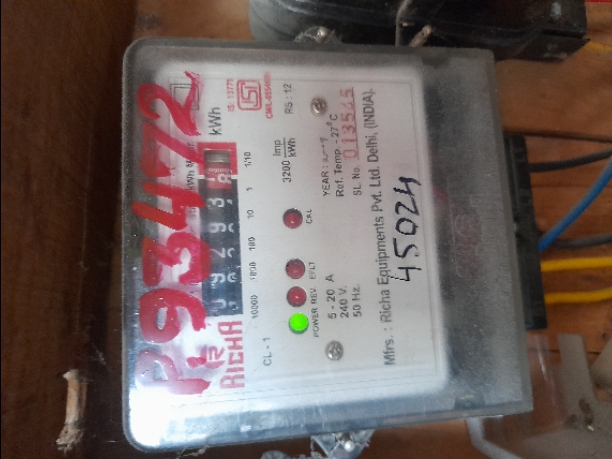 P93472
RICHA
kWh
10000 1000 100 10 1 1/10
IS: 13779
CL - 1
3200 Imp/kWh
RS : 12
POWER REV. EFLT CAL
5 - 20 A
240 V.
50 Hz.
YEAR :
Ref. Temp. : 27°C
SL. No. 013545
Mfrs. : Richa Equipments Pvt. Ltd. Delhi, (INDIA).
45024